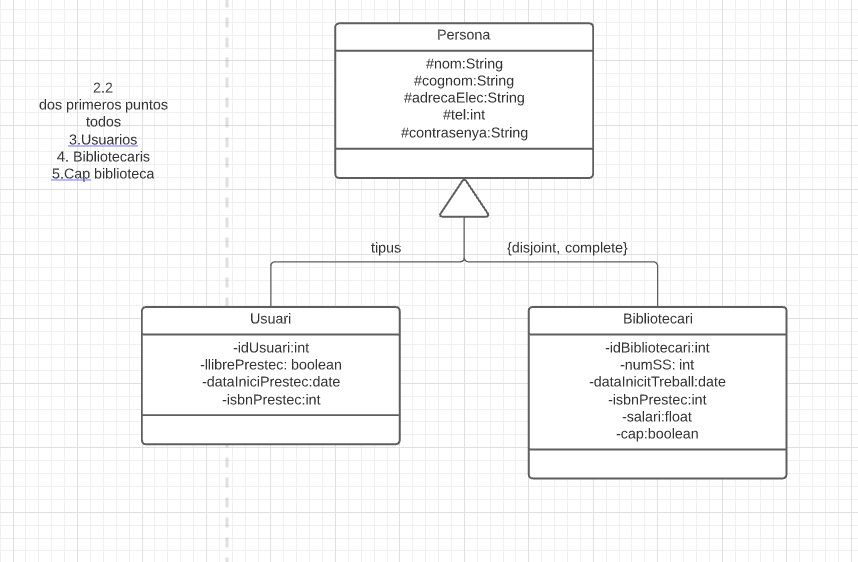 Persona
#nom:String
#cognom:String
#adrecaElec:String
#tel:int
#contrasenya:String
2.2
dos primeros puntos
todos
3.Usuarios
4. Bibliotecaris
5.Cap biblioteca
tipus
{disjoint, complete}
Usuari
-idUsuari:int
-llibrePrestec: boolean
-dataIniciPrestec:date
-isbnPrestec:int
Bibliotecari
-idBibliotecari:int
-numSS: int
-dataInicitTreball:date
-isbnPrestec:int
-salari:float
-cap:boolean